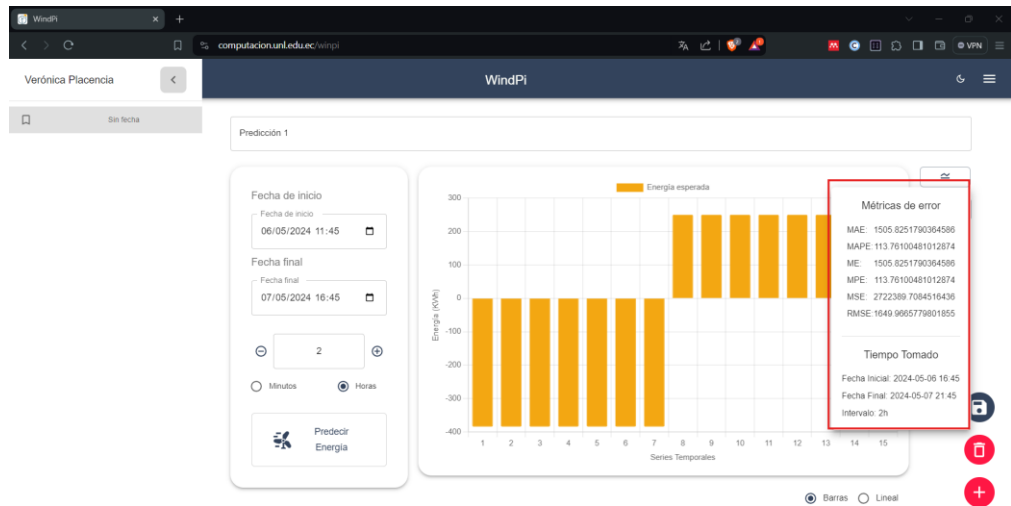 WindPi
computacion.unl.edu.ec/winpi
VPN
Verónica Placencia
WindPi
Sin fecha
Predicción 1
Fecha de inicio
Fecha de inicio
06/05/2024 11:45
Fecha final
Fecha final
07/05/2024 16:45
2
Minutos
Horas
Predecir
Energía
Energía esperada
Energía (KWh)
300
200
100
0
-100
-200
-300
-400
1 2 3 4 5 6 7 8 9 10 11 12 13 14 15
Series Temporales
Barras
Lineal
Métricas de error
MAE: 1505.8251790364586
MAPE: 113.76100481012874
ME: 1505.8251790364586
MPE: 113.76100481012874
MSE: 2722389.7084516436
RMSE: 1649.9665779801855
Tiempo Tomado
Fecha Inicial: 2024-05-06 16:45
Fecha Final: 2024-05-07 21:45
Intervalo: 2h